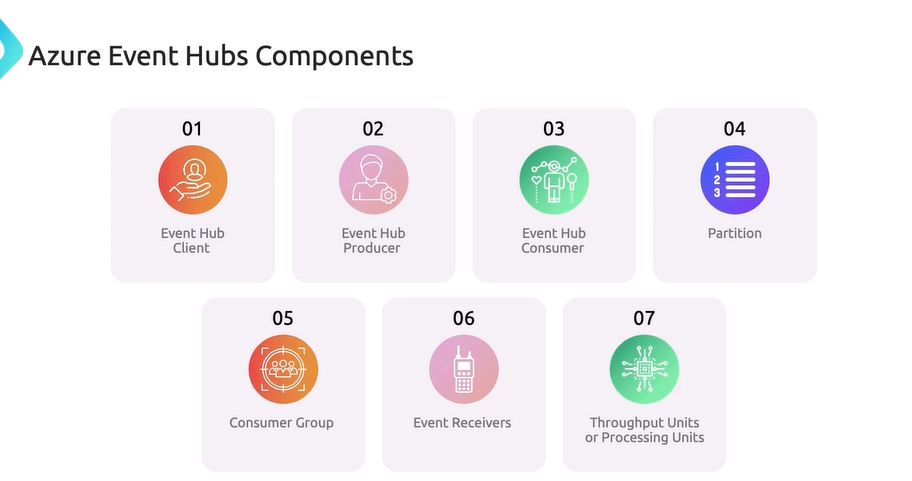 Azure Event Hubs Components
01
Event Hub
Client
02
Event Hub
Producer
03
Event Hub
Consumer
04
1
2
3
Partition
05
Consumer Group
06
Event Receivers
07
Throughput Units
or Processing Units